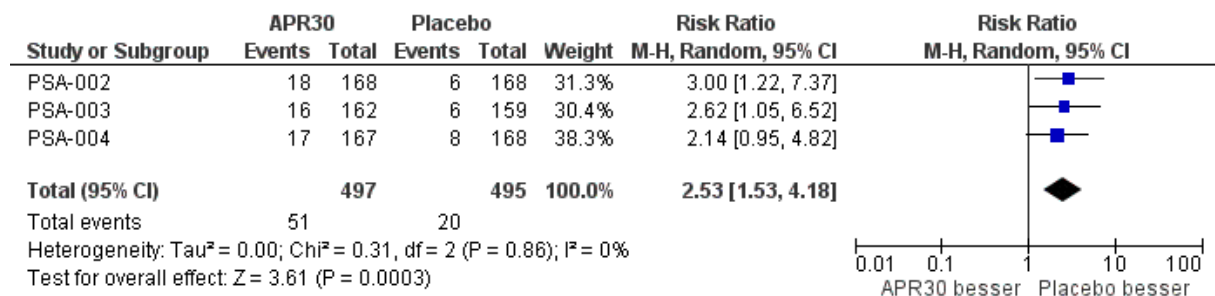 APR30 Placebo Risk Ratio Risk Ratio
Study or Subgroup Events Total Events Total Weight M-H, Random, 95% CI M-H, Random, 95% CI
PSA-002 18 168 6 168 31.3% 3.00 [1.22, 7.37]
PSA-003 16 162 6 159 30.4% 2.62 [1.05, 6.52]
PSA-004 17 167 8 168 38.3% 2.14 [0.95, 4.82]
Total (95% CI) 497 495 100.0% 2.53 [1.53, 4.18]
Total events 51 20
Heterogeneity: Tau² = 0.00; Chi² = 0.31, df = 2 (P = 0.86); I² = 0%
Test for overall effect: Z = 3.61 (P = 0.0003)
0.01 0.1 1 10 100
APR30 besser Placebo besser